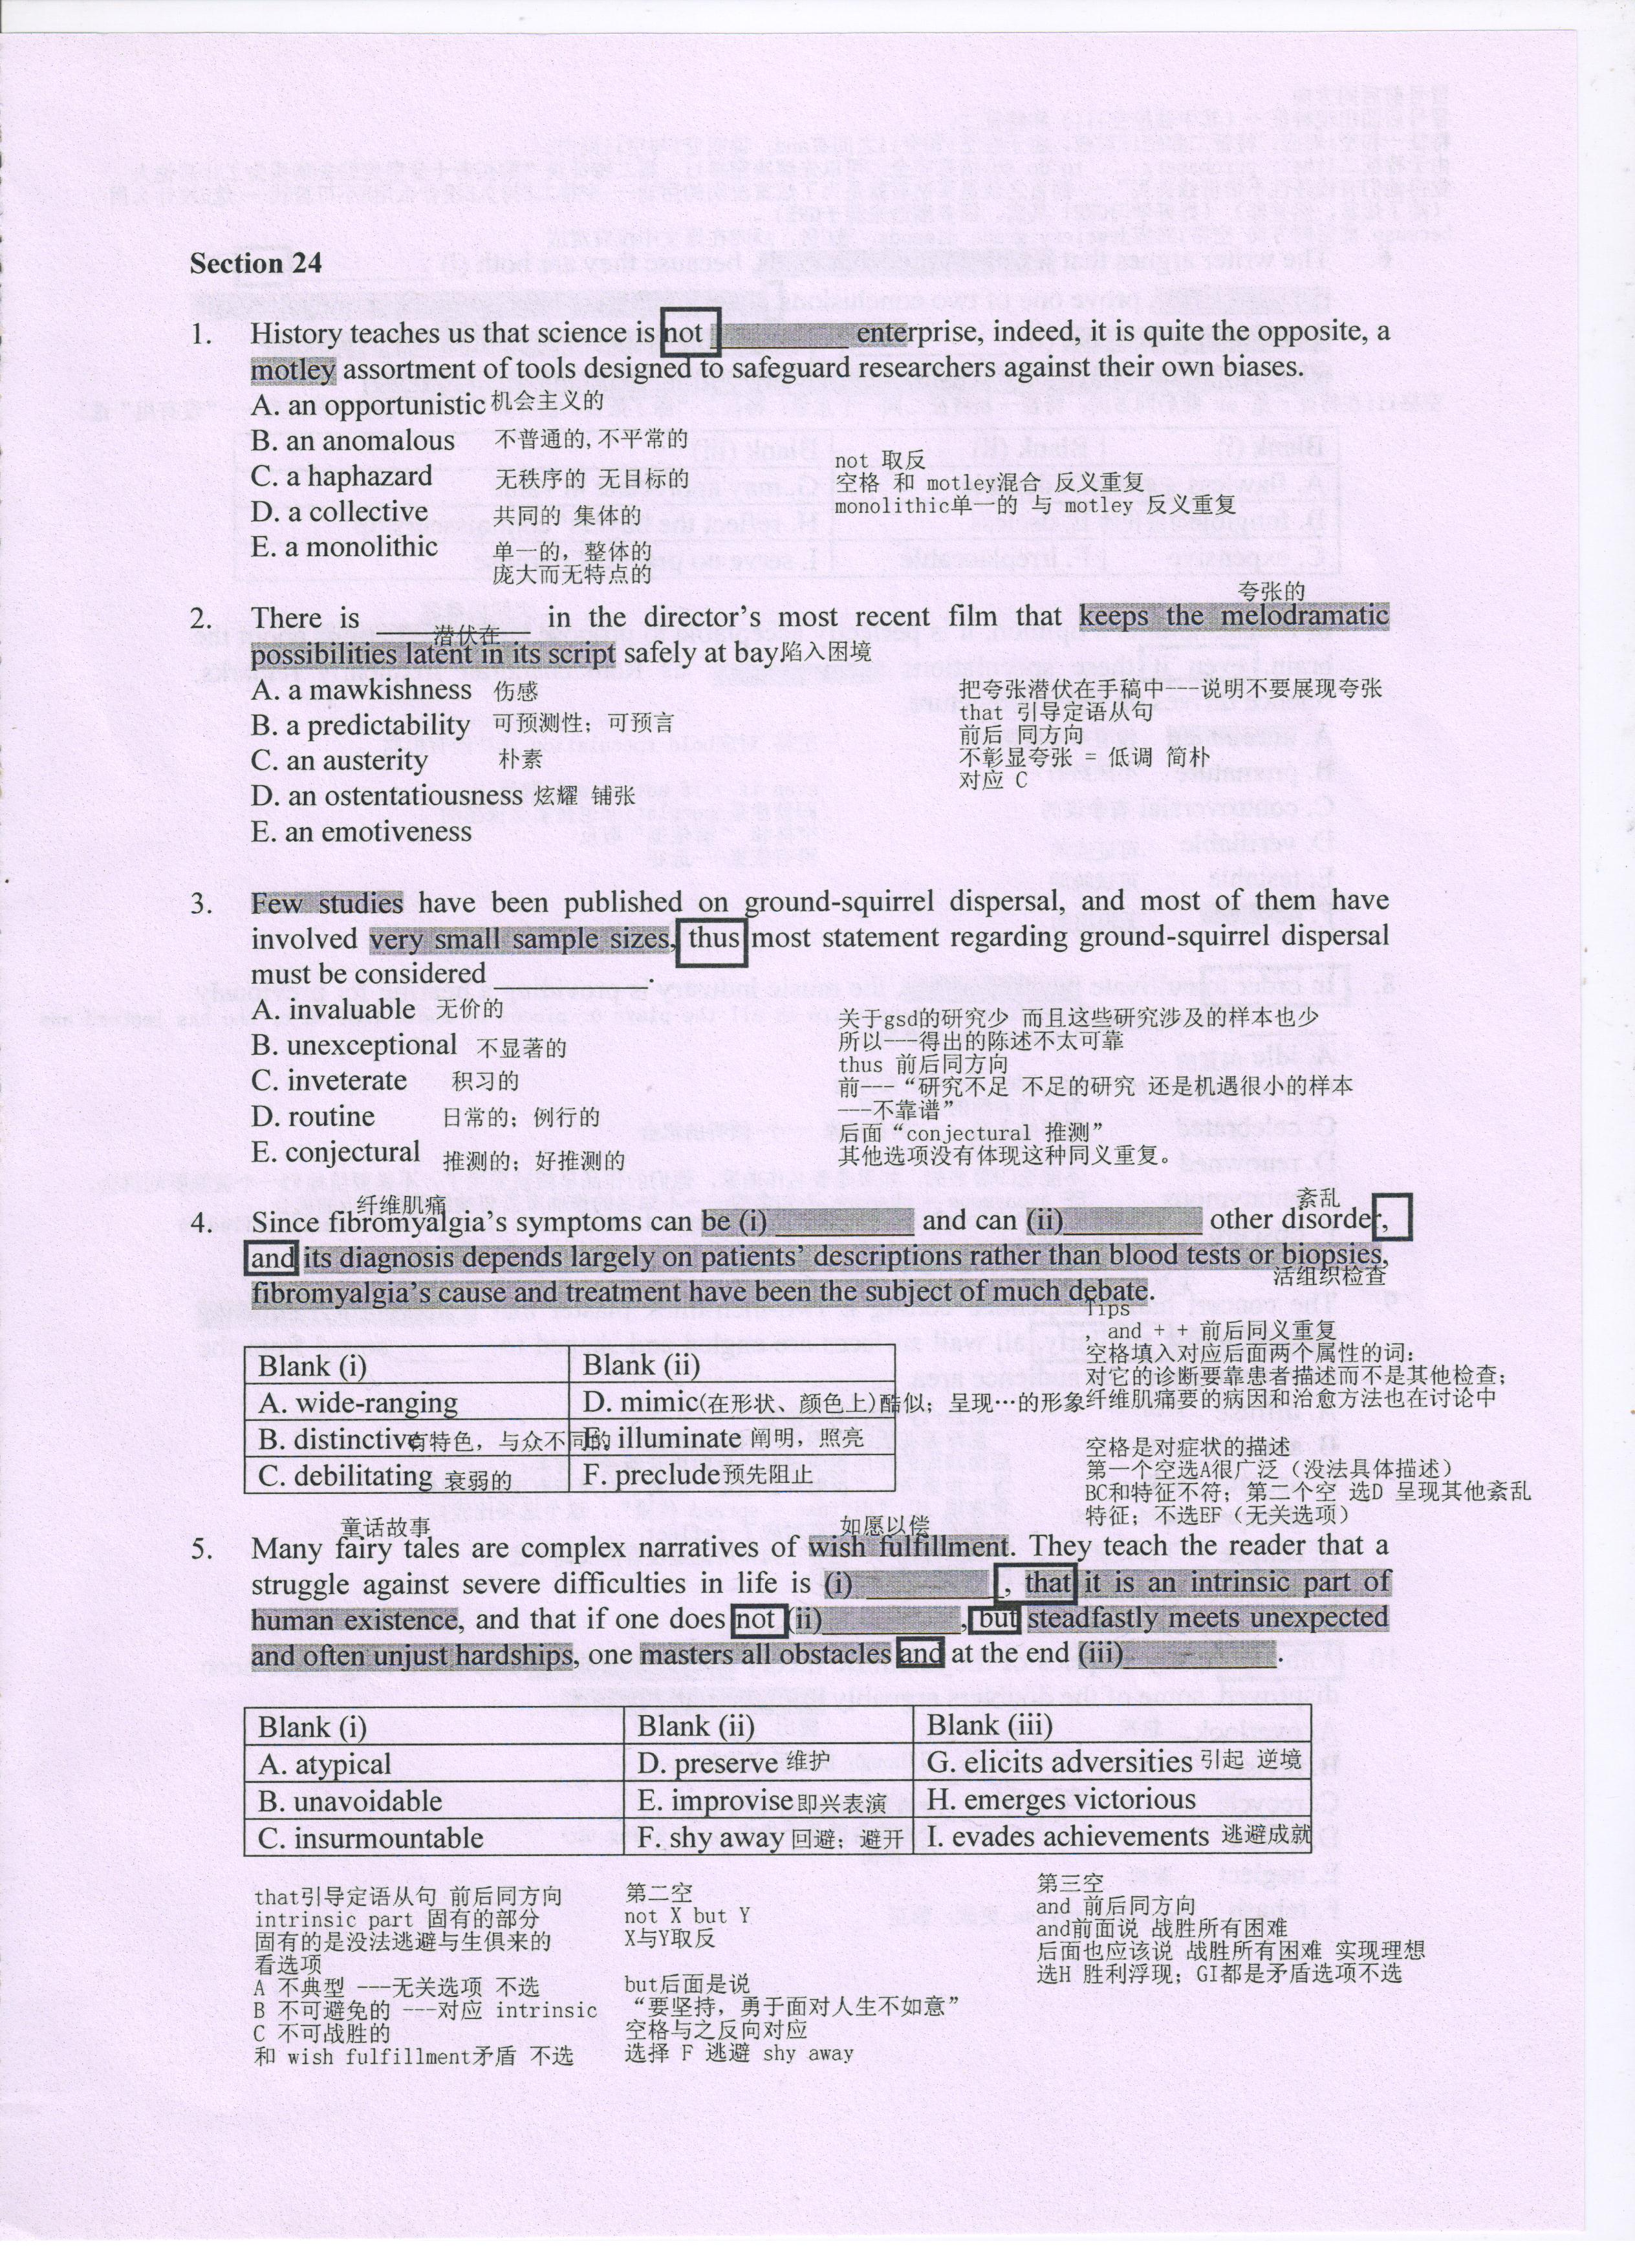 Section 24
1. History teaches us that science is not ________ enterprise, indeed, it is quite the opposite, a
motley assortment of tools designed to safeguard researchers against their own biases.
A. an opportunistic 机会主义的
B. an anomalous 不普通的, 不平常的
C. a haphazard 无秩序的 无目标的
D. a collective 共同的 集体的
E. a monolithic 单一的, 整体的
庞大而无特点的
not 取反
空格 和 motley混合 反义重复
monolithic单一的 与 motley 反义重复
夸张的
2. There is ________ in the director's most recent film that keeps the melodramatic
潜伏在
possibilities latent in its script safely at bay陷入困境
A. a mawkishness 伤感
B. a predictability 可预测性; 可预言
C. an austerity 朴素
D. an ostentatiousness 炫耀 铺张
E. an emotiveness
把夸张潜伏在手稿中---说明不要展现夸张
that 引导定语从句
前后 同方向
不彰显夸张 = 低调 简朴
对应 C
3. Few studies have been published on ground-squirrel dispersal, and most of them have
involved very small sample sizes, thus most statement regarding ground-squirrel dispersal
must be considered ________.
A. invaluable 无价的
B. unexceptional 不显著的
C. inveterate 积习的
D. routine 日常的; 例行的
E. conjectural 推测的; 好推测的
关于gsd的研究少 而且这些研究涉及的样本也少
所以---得出的陈述不太可靠
thus 前后同方向
前---“研究不足 不足的研究 还是机遇很小的样本
---不靠谱”
后面“conjectural 推测”
其他选项没有体现这种同义重复。
纤维肌痛 紊乱
4. Since fibromyalgia's symptoms can be (i)________ and can (ii)________ other disorder,
and its diagnosis depends largely on patients' descriptions rather than blood tests or biopsies,
活组织检查
fibromyalgia's cause and treatment have been the subject of much debate.
Blank (i) Blank (ii)
A. wide-ranging D. mimic(在形状、颜色上)酷似; 呈现…的形象
B. distinctive有特色, 与众不同的 E. illuminate 阐明, 照亮
C. debilitating 衰弱的 F. preclude预先阻止
Tips
, and + + 前后同义重复
空格填入对应后面两个属性的词:
对它的诊断要靠患者描述而不是其他检查;
纤维肌痛要的病因和治愈方法也在讨论中
空格是对症状的描述
第一个空选A很广泛（没法具体描述）
BC和特征不符; 第二个空 选D 呈现其他紊乱
特征; 不选EF（无关选项）
童话故事 如愿以偿
5. Many fairy tales are complex narratives of wish fulfillment. They teach the reader that a
struggle against severe difficulties in life is (i)________, that it is an intrinsic part of
human existence, and that if one does not (ii)________, but steadfastly meets unexpected
and often unjust hardships, one masters all obstacles and at the end (iii)________.
Blank (i) Blank (ii) Blank (iii)
A. atypical D. preserve 维护 G. elicits adversities 引起 逆境
B. unavoidable E. improvise即兴表演 H. emerges victorious
C. insurmountable F. shy away 回避; 避开 I. evades achievements 逃避成就
that引导定语从句 前后同方向
intrinsic part 固有的部分
固有的是没法逃避与生俱来的
看选项
A 不典型 ---无关选项 不选
B 不可避免的 ---对应 intrinsic
C 不可战胜的
和 wish fulfillment矛盾 不选
第二空
not X but Y
X与Y取反
but后面是说
“要坚持, 勇于面对人生不如意”
空格与之反向对应
选择 F 逃避 shy away
第三空
and 前后同方向
and前面说 战胜所有困难
后面也应该说 战胜所有困难 实现理想
选H 胜利浮现; GI都是矛盾选项不选